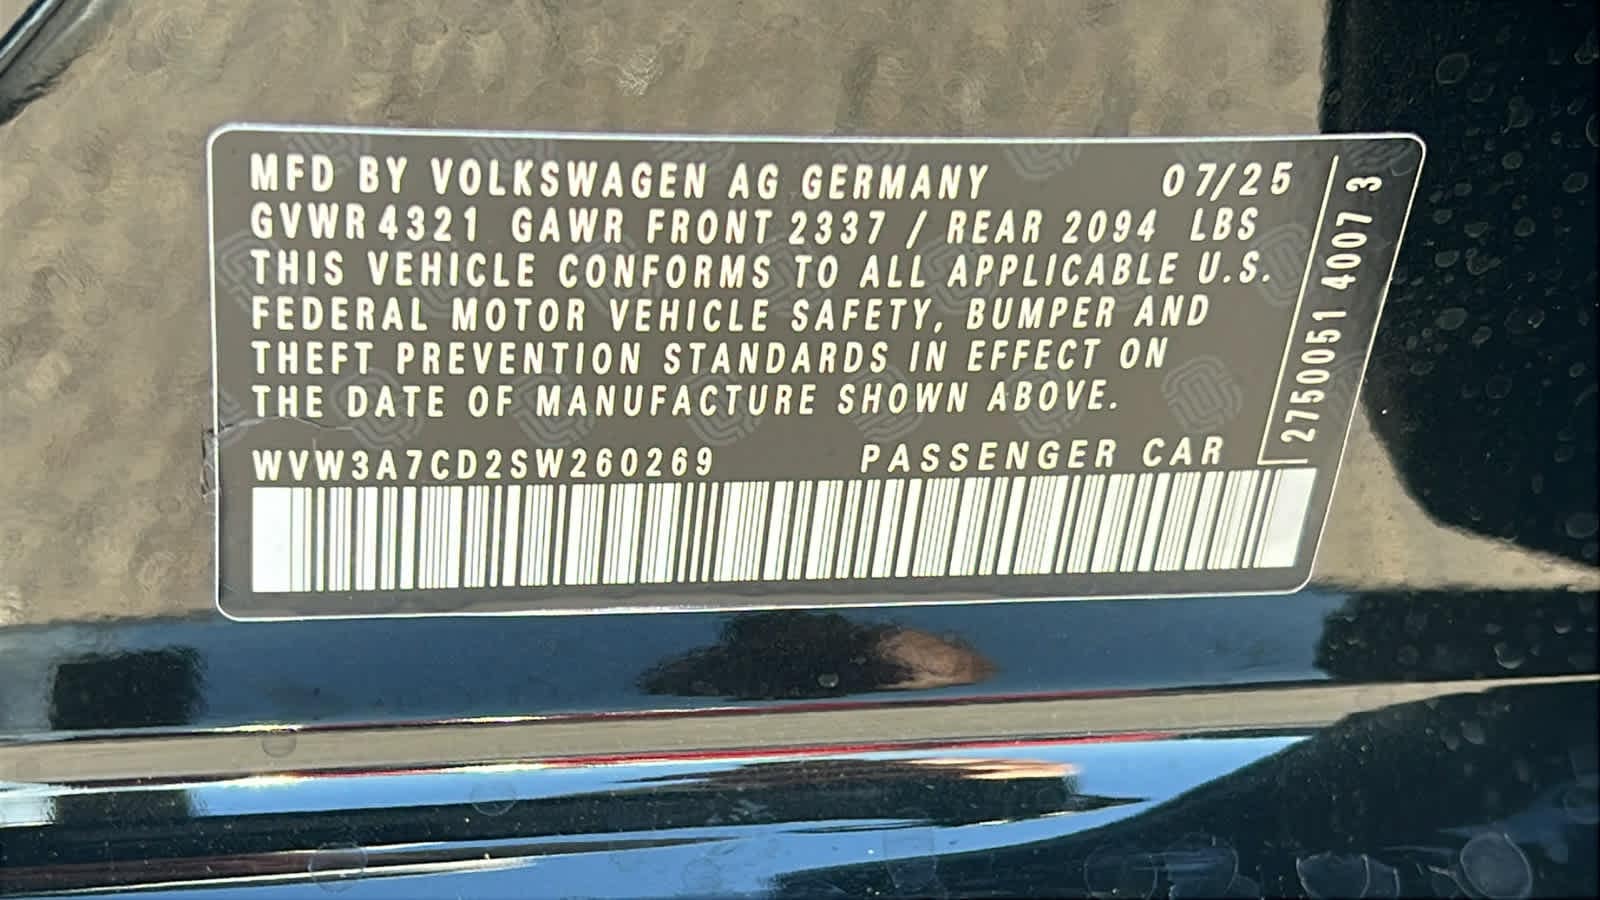 MFD BY VOLKSWAGEN AG GERMANY 07/25
GVWR 4321 GAWR FRONT 2337 / REAR 2094 LBS
THIS VEHICLE CONFORMS TO ALL APPLICABLE U.S.
FEDERAL MOTOR VEHICLE SAFETY, BUMPER AND
THEFT PREVENTION STANDARDS IN EFFECT ON
THE DATE OF MANUFACTURE SHOWN ABOVE.
WVW3A7CD2SW260269 PASSENGER CAR
2750051 4007 3